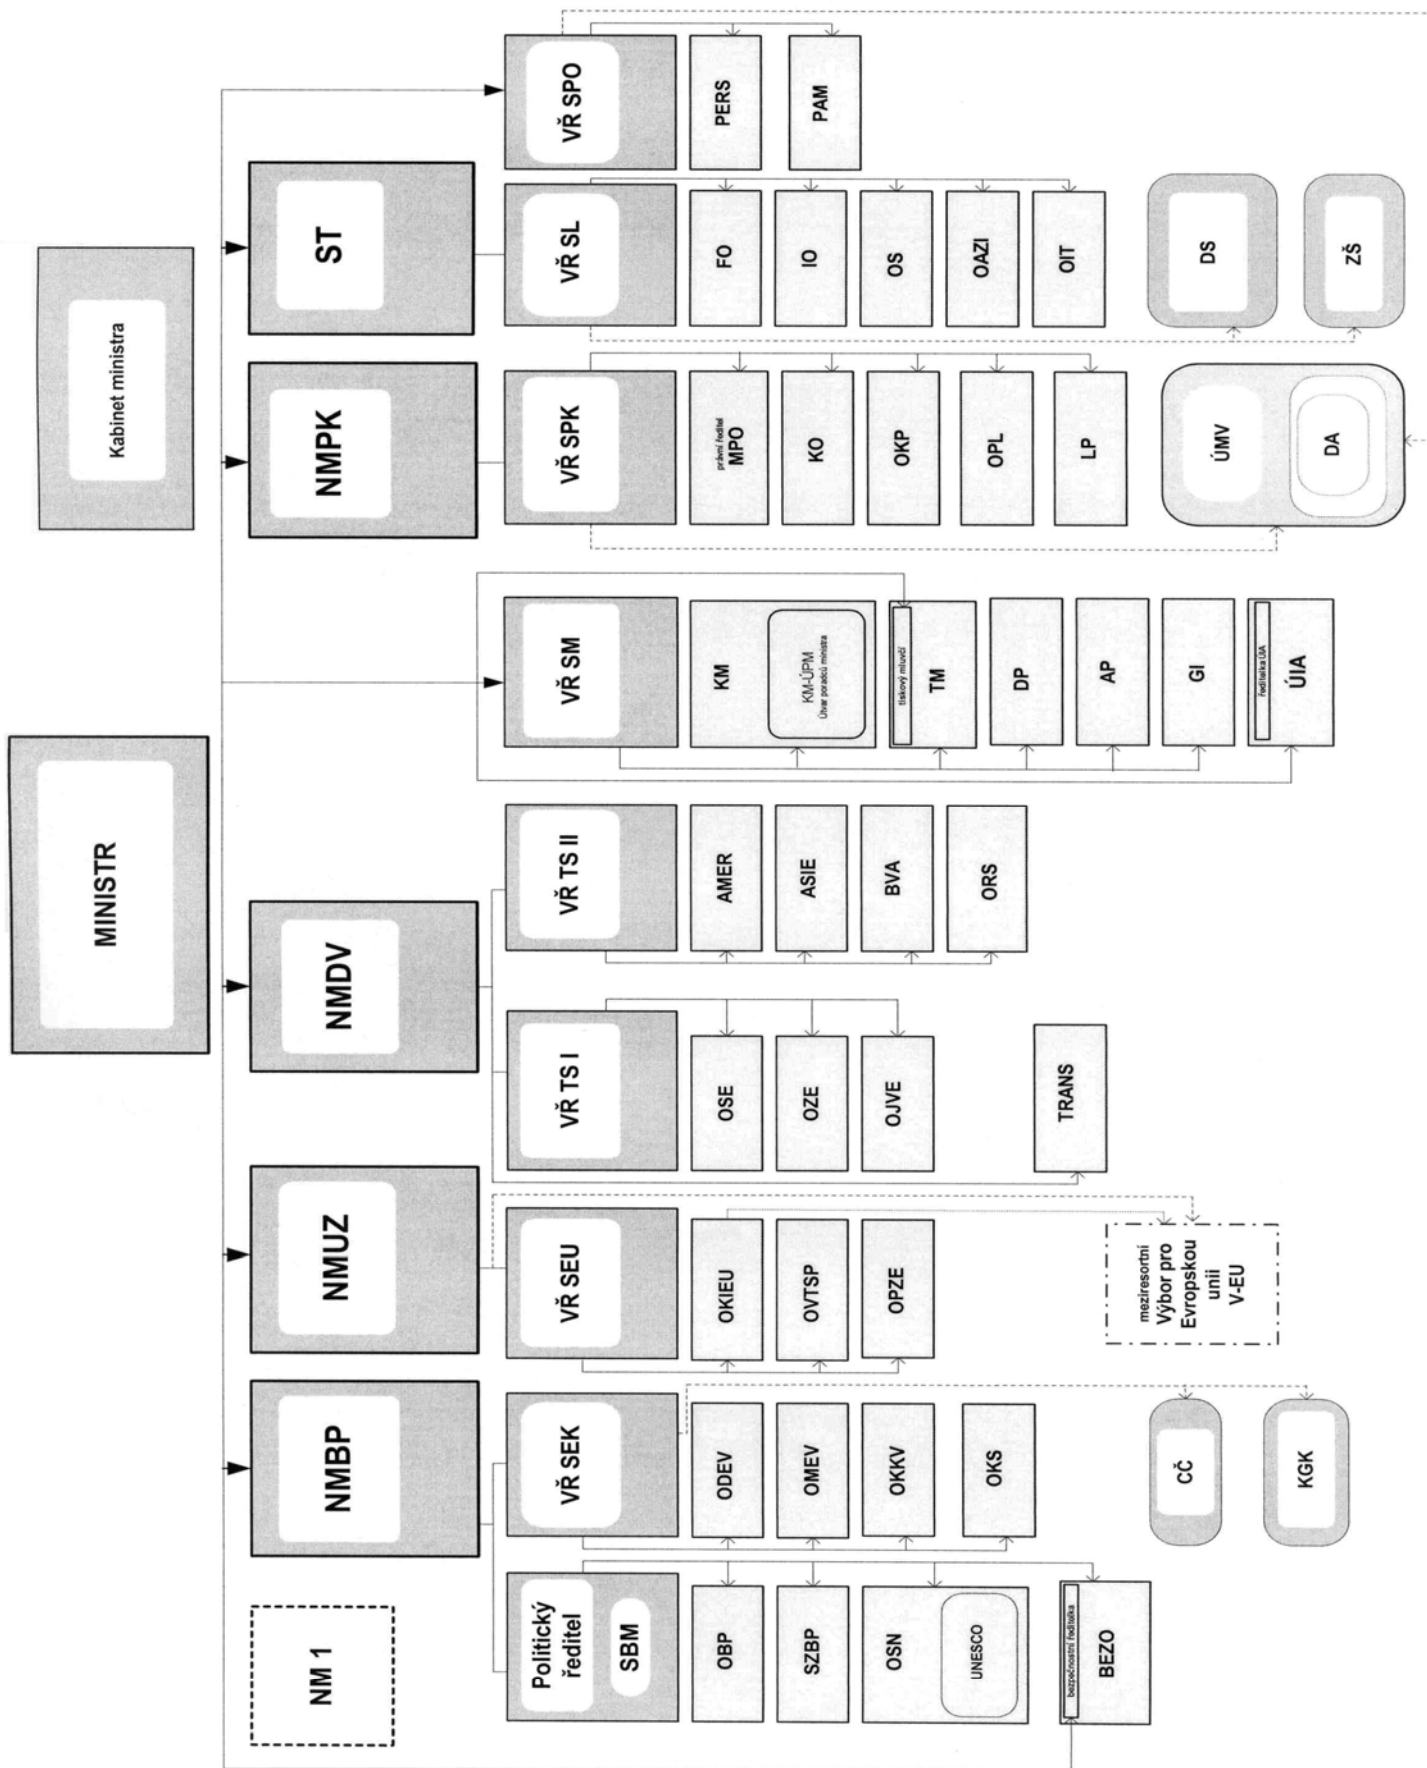 MINISTR
Kabinet ministra
NM 1
NMBP
NMUZ
NMDV
NMPK
ST
Politický
ředitel
SBM
VŘ SEK
VŘ SEU
VŘ TS I
VŘ TS II
VŘ SM
VŘ SPK
VŘ SL
VŘ SPO
OBP
SZBP
OSN
UNESCO
bezpečnostní ředitelka
BEZO
ODEV
OMEV
OKKV
OKS
CČ
KGK
OKIEU
OVTSP
OPZE
meziresortní
Výbor pro
Evropskou
unii
V-EU
OSE
OZE
OJVE
TRANS
AMER
ASIE
BVA
ORS
KM
KM-ÚPM
Útvar poradců ministra
tiskový mluvčí
TM
DP
AP
GI
ředitelka ÚIA
ÚIA
právní ředitel
MPO
KO
OKP
OPL
LP
ÚMV
DA
FO
IO
OS
OAZI
OIT
DS
ZŠ
PERS
PAM